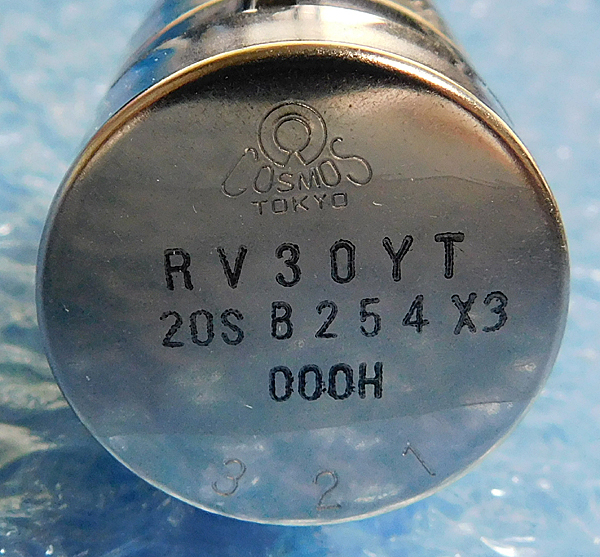 COSMOS
TOKYO
RV30YT
20S B254 X3
000H
3 2 1